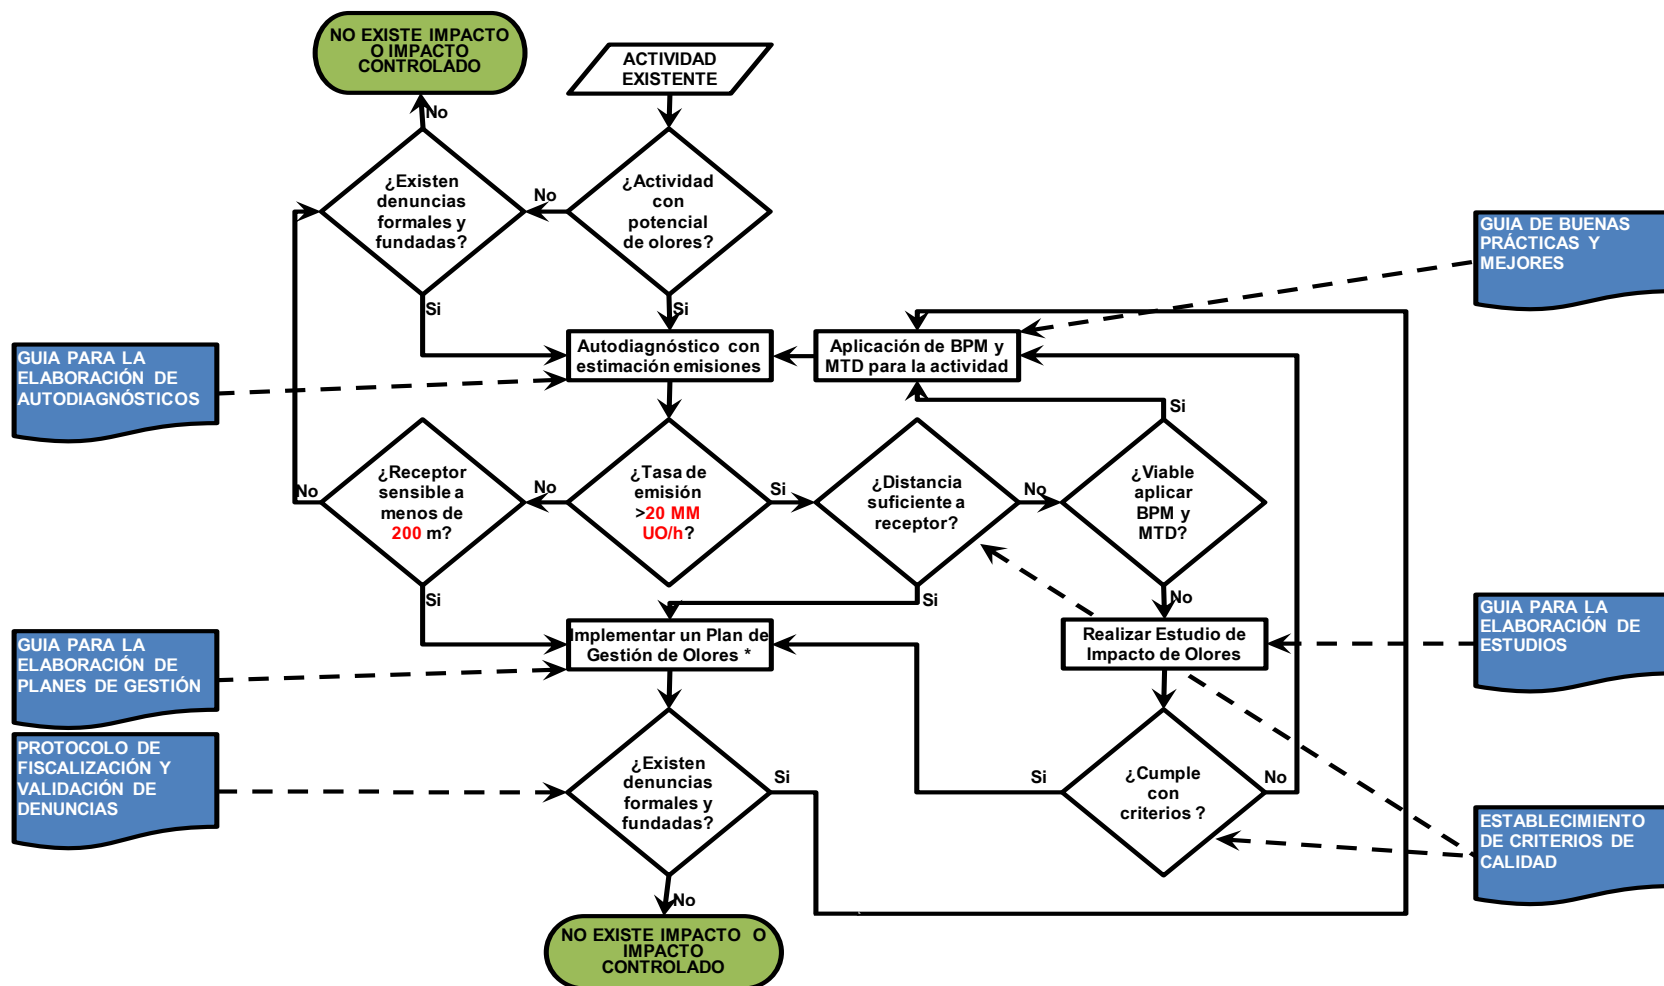 NO EXISTE IMPACTO
O IMPACTO
CONTROLADO
ACTIVIDAD
EXISTENTE
No
¿Existen
denuncias
formales y
fundadas?
No
¿Actividad
con
potencial
de olores?
GUIA DE BUENAS
PRÁCTICAS Y
MEJORES
Si
Si
GUIA PARA LA
ELABORACIÓN DE
AUTODIAGNÓSTICOS
Autodiagnóstico con
estimación emisiones
Aplicación de BPM y
MTD para la actividad
Si
No
¿Receptor
sensible a
menos de
200 m?
No
¿Tasa de
emisión
>20 MM
UO/h?
Si
¿Distancia
suficiente a
receptor?
No
¿Viable
aplicar
BPM y
MTD?
Si
Si
No
GUIA PARA LA
ELABORACIÓN DE
PLANES DE GESTIÓN
Implementar un Plan de
Gestión de Olores *
Realizar Estudio de
Impacto de Olores
GUIA PARA LA
ELABORACIÓN DE
ESTUDIOS
PROTOCOLO DE
FISCALIZACIÓN Y
VALIDACIÓN DE
DENUNCIAS
¿Existen
denuncias
formales y
fundadas?
Si
Si
¿Cumple
con
criterios ?
No
ESTABLECIMIENTO
DE CRITERIOS DE
CALIDAD
No
NO EXISTE IMPACTO O
IMPACTO
CONTROLADO